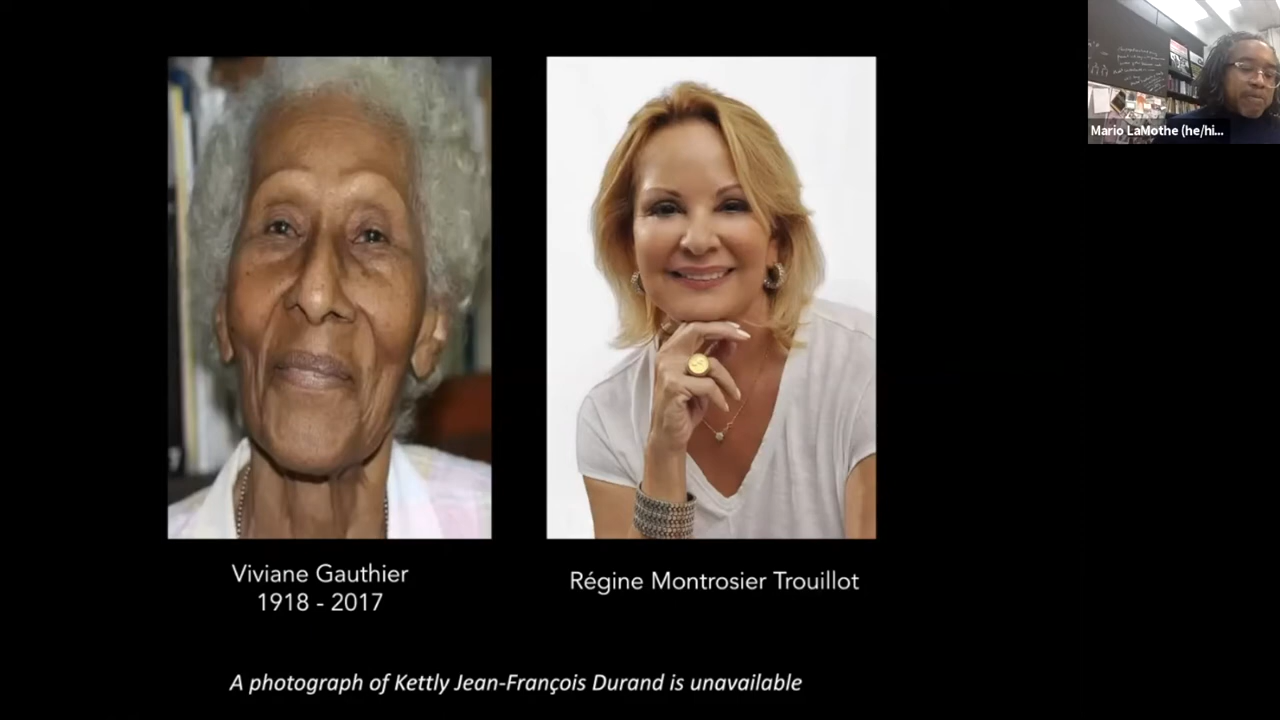 Mario LaMothe (he/hi...
Viviane Gauthier
1918 - 2017
Régine Montrosier Trouillot
A photograph of Kettly Jean-François Durand is unavailable